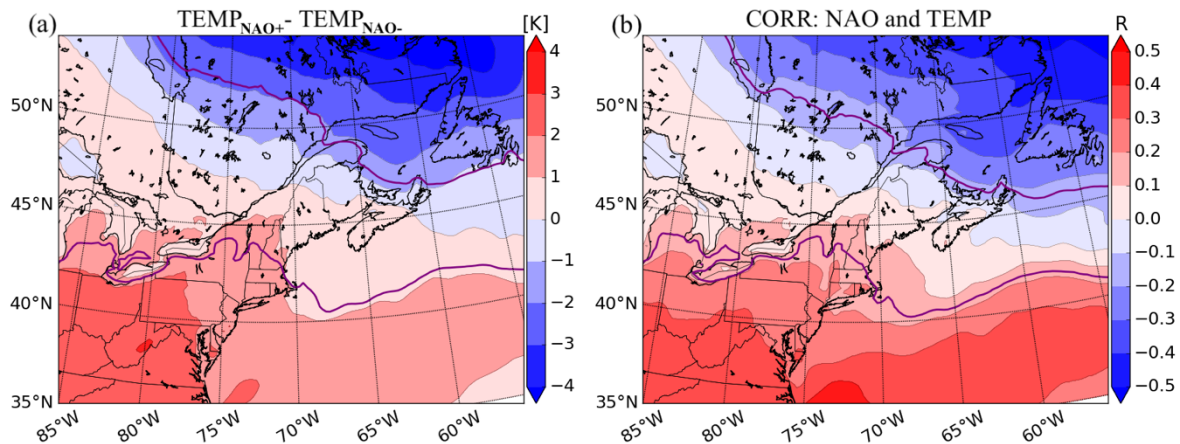 (a) TEMP_NAO+ - TEMP_NAO- [K]
4
3
2
1
0
−1
−2
−3
−4
50°N
45°N
40°N
35°N
85°W 80°W 75°W 70°W 65°W 60°W
(b) CORR: NAO and TEMP R
0.5
0.4
0.3
0.2
0.1
0.0
−0.1
−0.2
−0.3
−0.4
−0.5
50°N
45°N
40°N
35°N
85°W 80°W 75°W 70°W 65°W 60°W